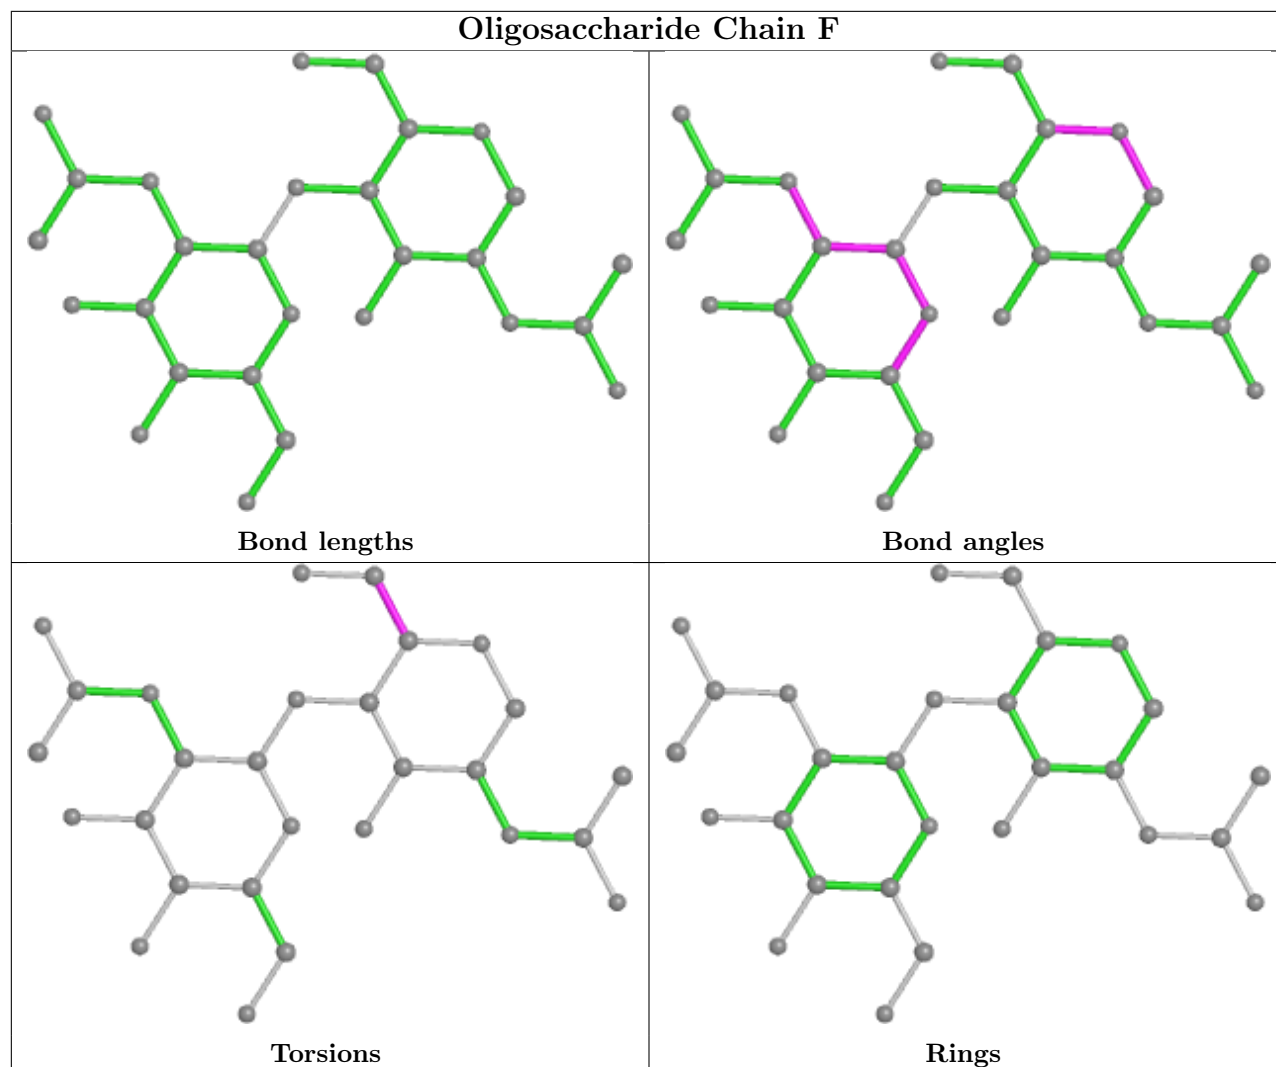 Oligosaccharide Chain F
Bond lengths
Bond angles
Torsions
Rings